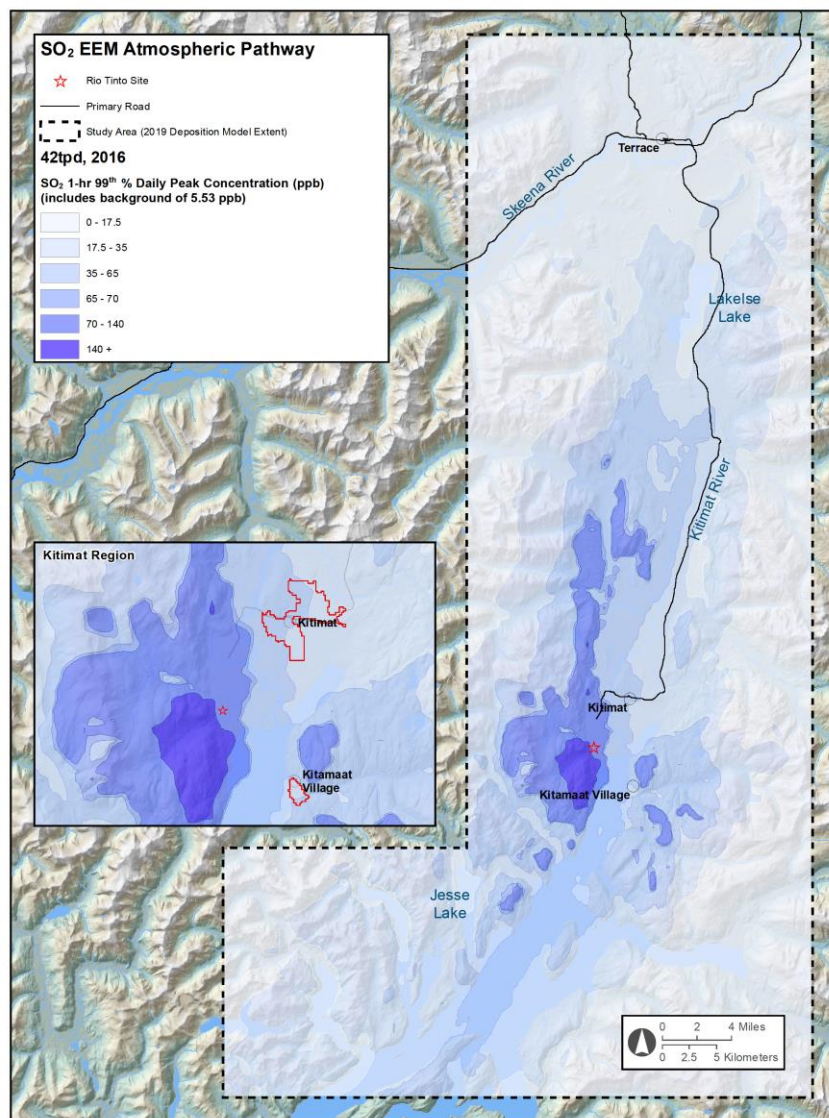 SO₂ EEM Atmospheric Pathway
Rio Tinto Site
Primary Road
Study Area (2019 Deposition Model Extent)
42tpd, 2016
SO₂ 1-hr 99th % Daily Peak Concentration (ppb)
(includes background of 5.53 ppb)
0 - 17.5
17.5 - 35
35 - 65
65 - 70
70 - 140
140 +
Terrace
Skeena River
Lakelse
Lake
Kitimat River
Kitimat
Kitamaat Village
Jesse
Lake
Kitimat Region
Kitimat
Kitamaat
Village
0 2 4 Miles
0 2.5 5 Kilometers